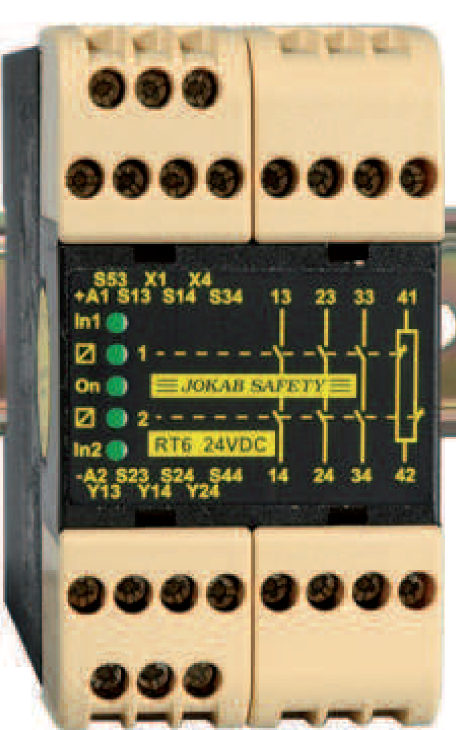 S53 X1 X4
+A1 S13 S14 S34 13 23 33 41
In1
1
On JOKAB SAFETY
2
In2 RT6 24VDC
-A2 S23 S24 S44 14 24 34 42
Y13 Y14 Y24